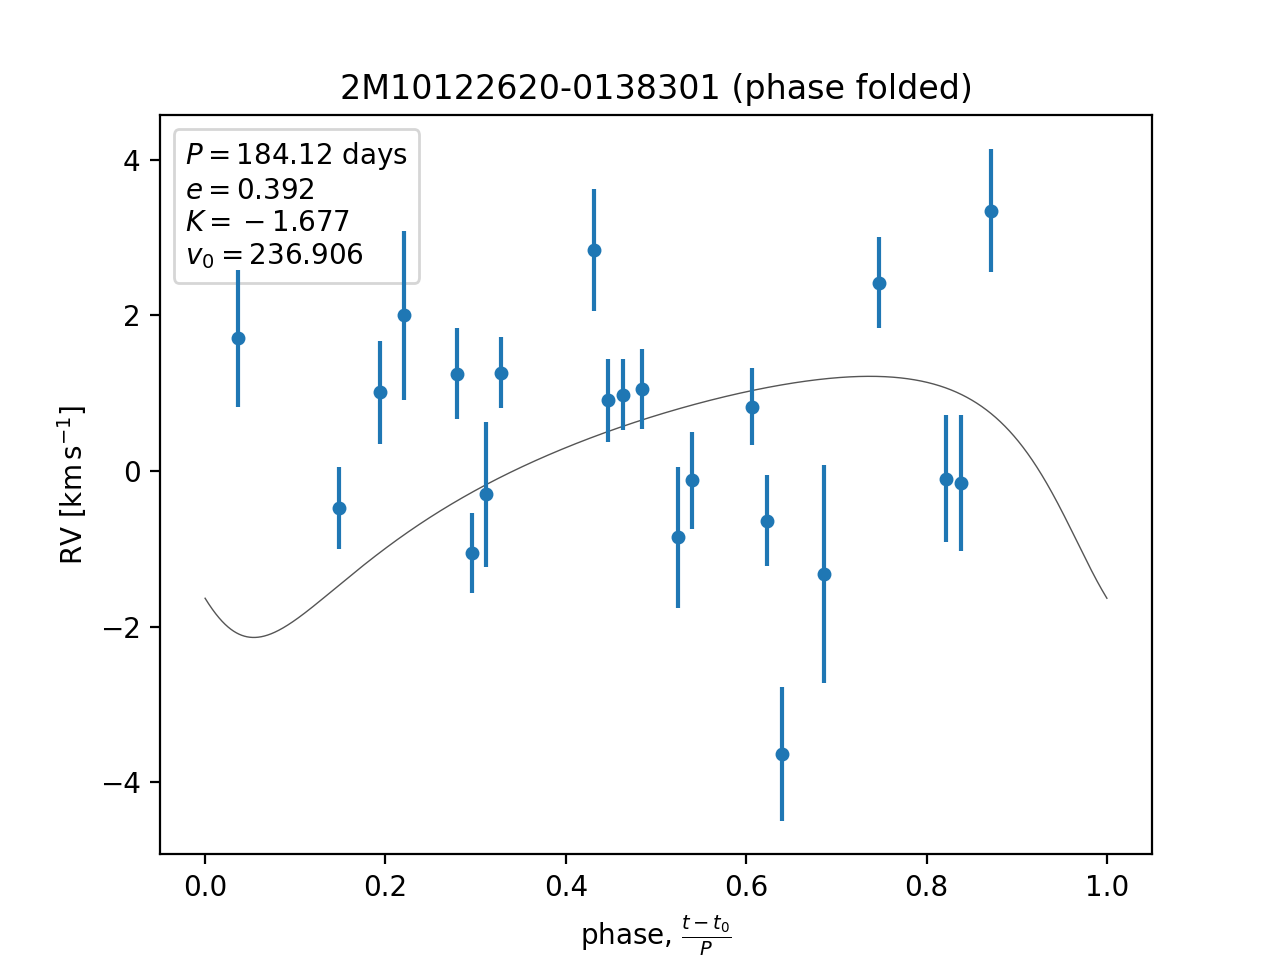 2M10122620-0138301 (phase folded)
P = 184.12 days
e = 0.392
K = −1.677
v₀ = 236.906
RV [km s⁻¹]
4
2
0
−2
−4
0.0 0.2 0.4 0.6 0.8 1.0
phase, (t − t₀)/P